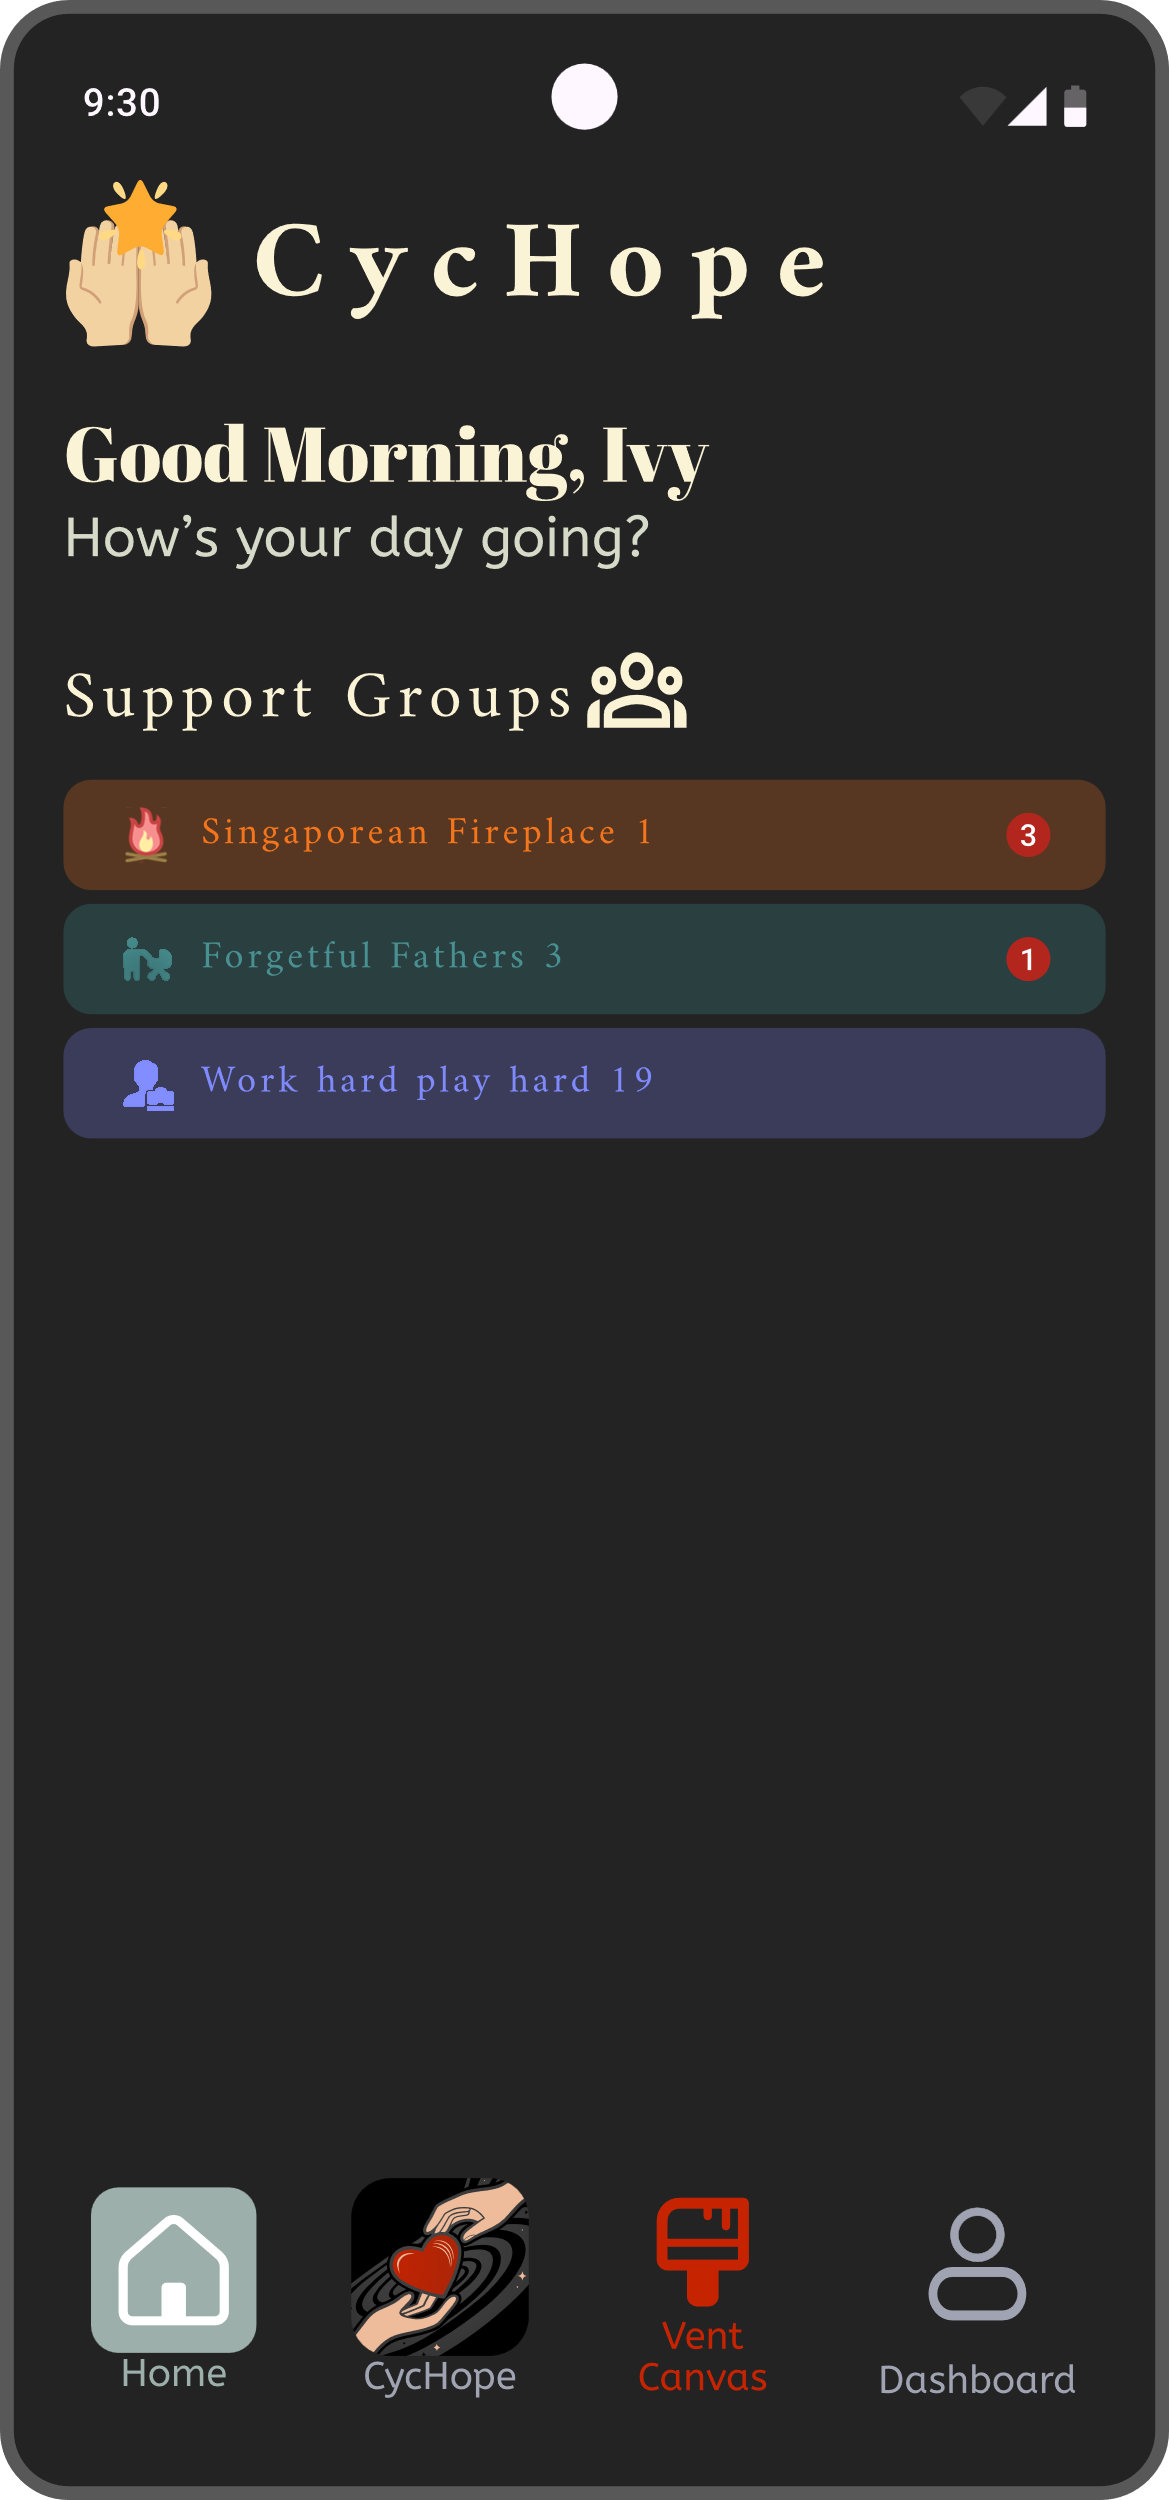 9:30
CycHope
Good Morning, Ivy
How's your day going?
Support Groups
Singaporean Fireplace 1
3
Forgetful Fathers 3
1
Work hard play hard 19
Home
CycHope
Vent
Canvas
Dashboard